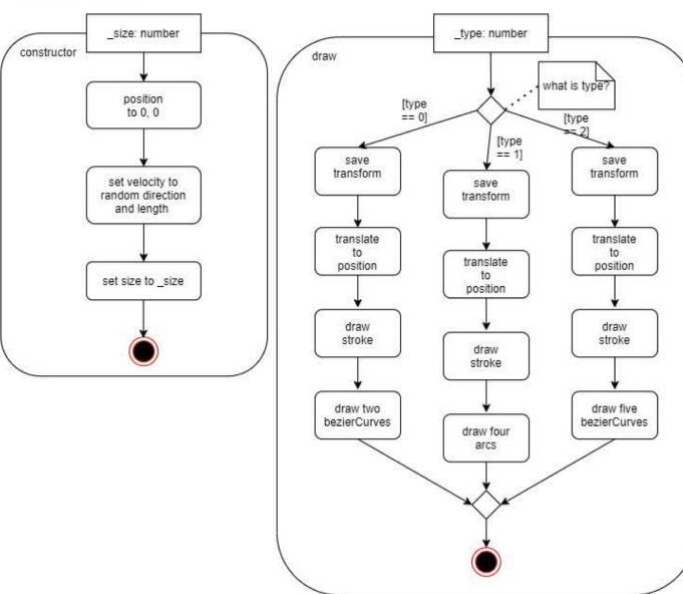 constructor
_size: number
position
to 0, 0
set velocity to
random direction
and length
set size to _size
draw
_type: number
what is type?
[type
== 0]
[type
== 1]
[type
== 2]
save
transform
translate
to
position
draw
stroke
draw two
bezierCurves
save
transform
translate
to
position
draw
stroke
draw four
arcs
save
transform
translate
to
position
draw
stroke
draw five
bezierCurves